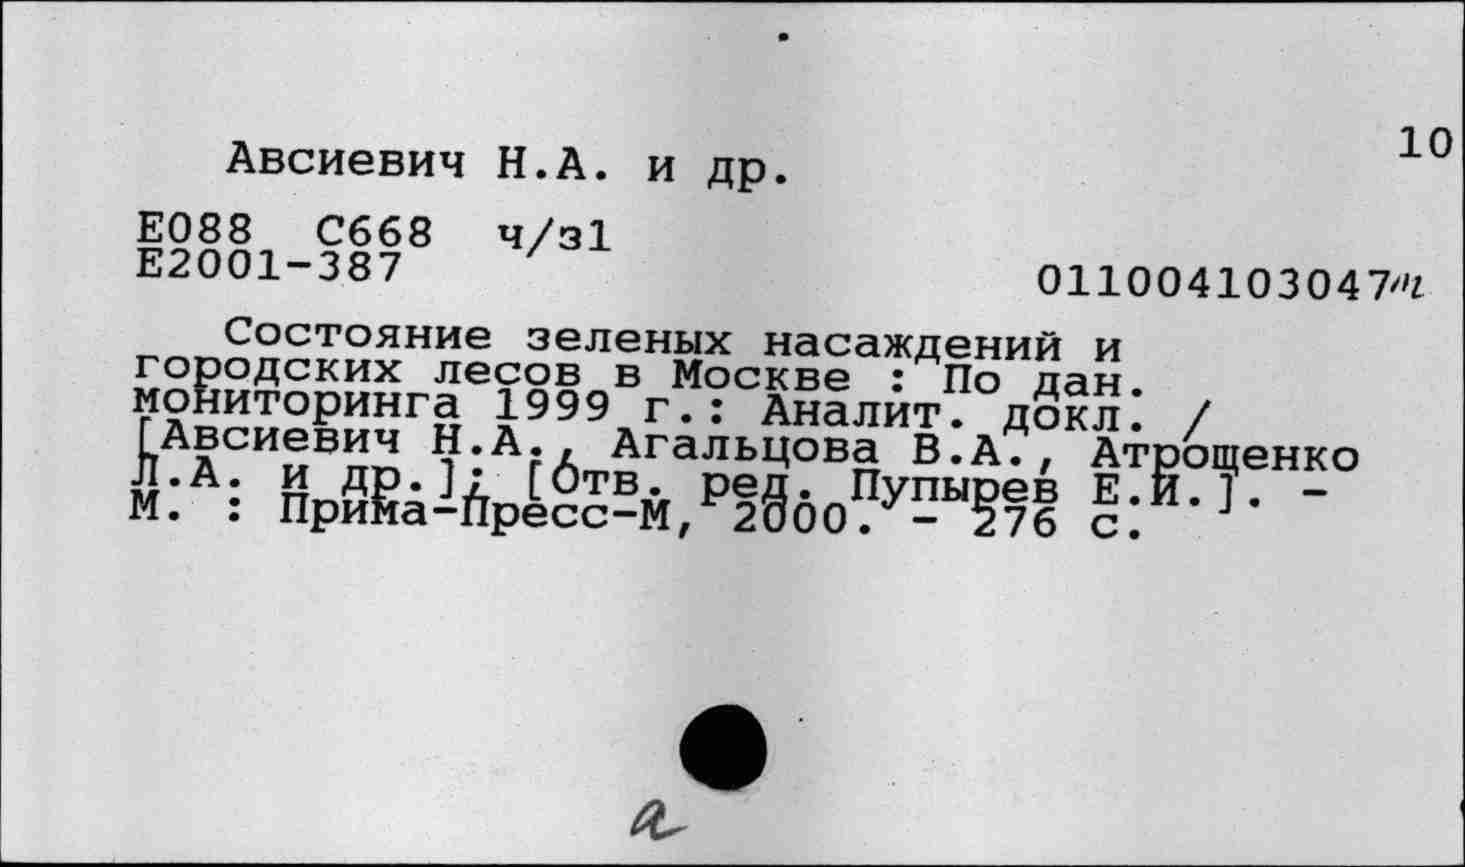 10
Авсиевич Н.А. и др.
Е088 С668 ч/з1
Е2001-387
011004103047
Состояние зеленых насаждений и
городских лесов в Москве : По дан.
мониторинга 1999 г.: Аналит. докл. /
[Авсиевич Н.А., Агальцова В.А., Атрощенко
Л.А. и др.]; [Отв. ред. Пупырев Е.И.]. -
М. : Прима-Пресс-М, 2000. - 276 с.
а